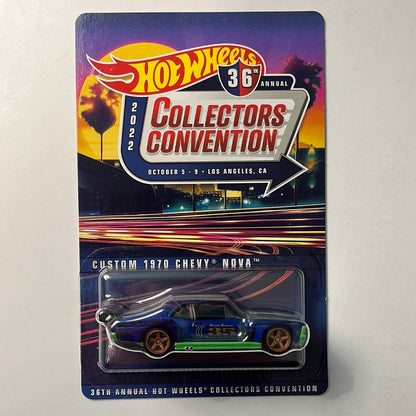 HOT WHEELS
36TH ANNUAL
2022
COLLECTORS
CONVENTION
OCTOBER 5 - 9 • LOS ANGELES, CA
CUSTOM 1970 CHEVY® NOVA™
36TH ANNUAL HOT WHEELS® COLLECTORS CONVENTION